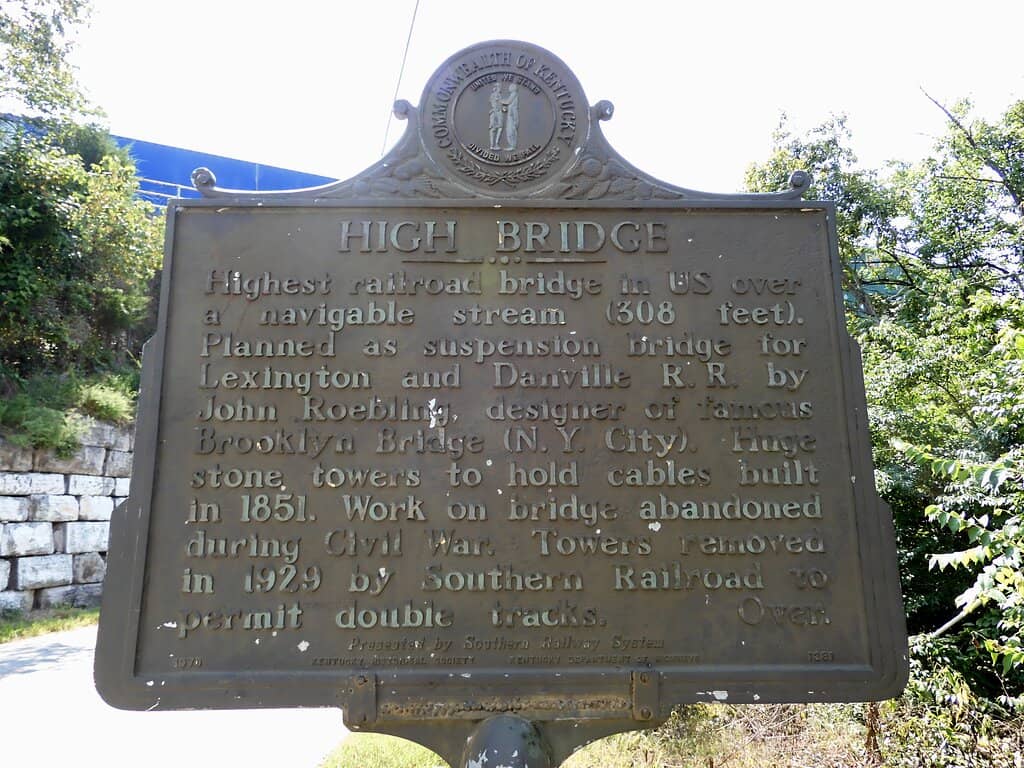 COMMONWEALTH OF KENTUCKY
UNITED WE STAND
DIVIDED WE FALL
HIGH BRIDGE
Highest railroad bridge in US over
a navigable stream (308 feet).
Planned as suspension bridge for
Lexington and Danville R. R. by
John Roebling, designer of famous
Brooklyn Bridge (N. Y. City). Huge
stone towers to hold cables built
in 1851. Work on bridge abandoned
during Civil War. Towers removed
in 1929 by Southern Railroad to
permit double tracks. Over.
Presented by Southern Railway System
KENTUCKY HISTORICAL SOCIETY KENTUCKY DEPARTMENT OF HIGHWAYS
1381